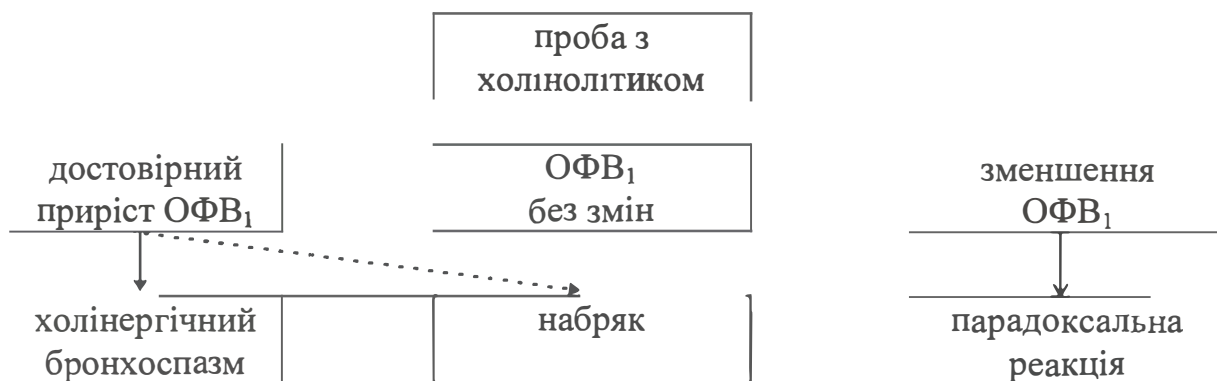 проба з
холінолітиком
достовірний
приріст ОФВ₁
ОФВ₁
без змін
зменшення
ОФВ₁
холінергічний
бронхоспазм
набряк
парадоксальна
реакція